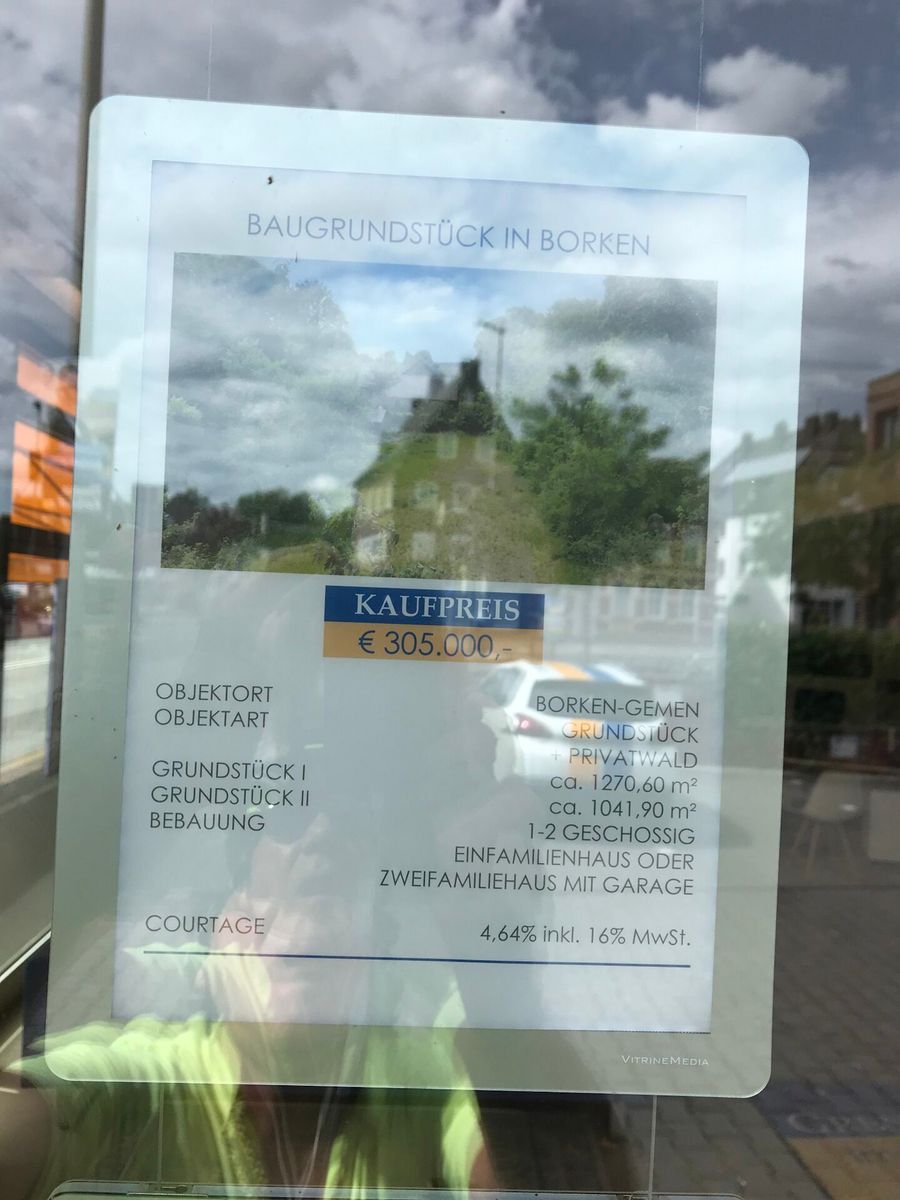 BAUGRUNDSTÜCK IN BORKEN
KAUFPREIS
€ 305.000,-
OBJEKTORT BORKEN-GEMEN
OBJEKTART GRUNDSTÜCK
+ PRIVATWALD
GRUNDSTÜCK I ca. 1270,60 m²
GRUNDSTÜCK II ca. 1041,90 m²
BEBAUUNG 1-2 GESCHOSSIG
EINFAMILIENHAUS ODER
ZWEIFAMILIEHAUS MIT GARAGE
COURTAGE 4,64% inkl. 16% MwSt.
VITRINEMEDIA